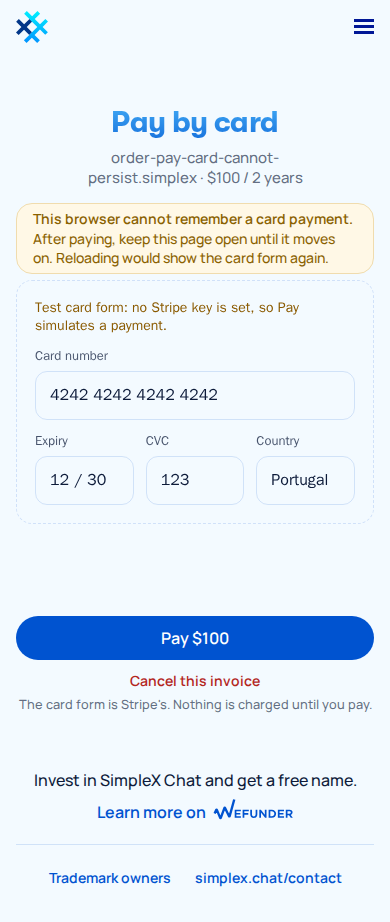 Pay by card
order-pay-card-cannot-
persist.simplex · $100 / 2 years
This browser cannot remember a card payment.
After paying, keep this page open until it moves
on. Reloading would show the card form again.
Test card form: no Stripe key is set, so Pay
simulates a payment.
Card number
4242 4242 4242 4242
Expiry CVC Country
12 / 30 123 Portugal
Pay $100
Cancel this invoice
The card form is Stripe's. Nothing is charged until you pay.
Invest in SimpleX Chat and get a free name.
Learn more on WEFUNDER
Trademark owners simplex.chat/contact